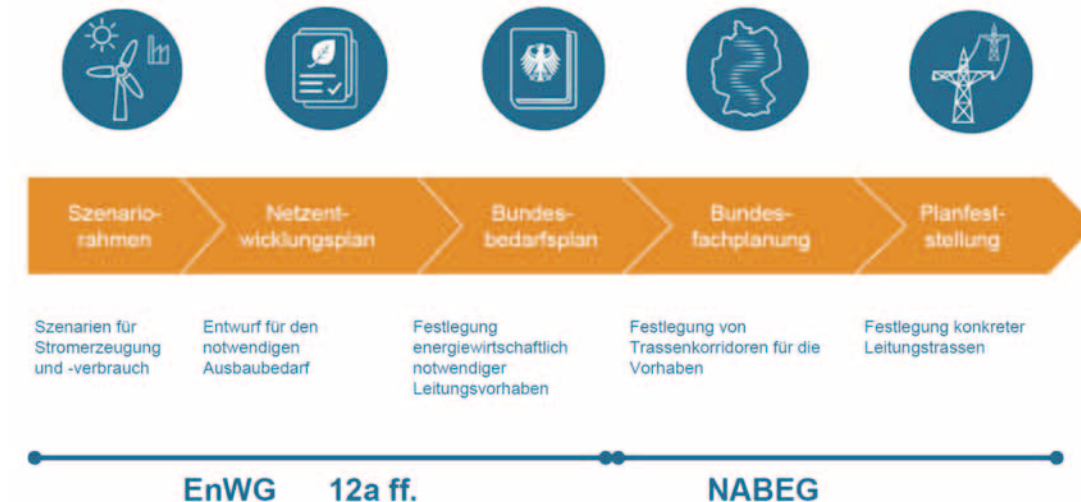 Szenario-
rahmen
Netzent-
wicklungsplan
Bundes-
bedarfsplan
Bundes-
fachplanung
Planfest-
stellung
Szenarien für
Stromerzeugung
und -verbrauch
Entwurf für den
notwendigen
Ausbaubedarf
Festlegung
energiewirtschaftlich
notwendiger
Leitungsvorhaben
Festlegung von
Trassenkorridoren für die
Vorhaben
Festlegung konkreter
Leitungstrassen
EnWG 12a ff.
NABEG